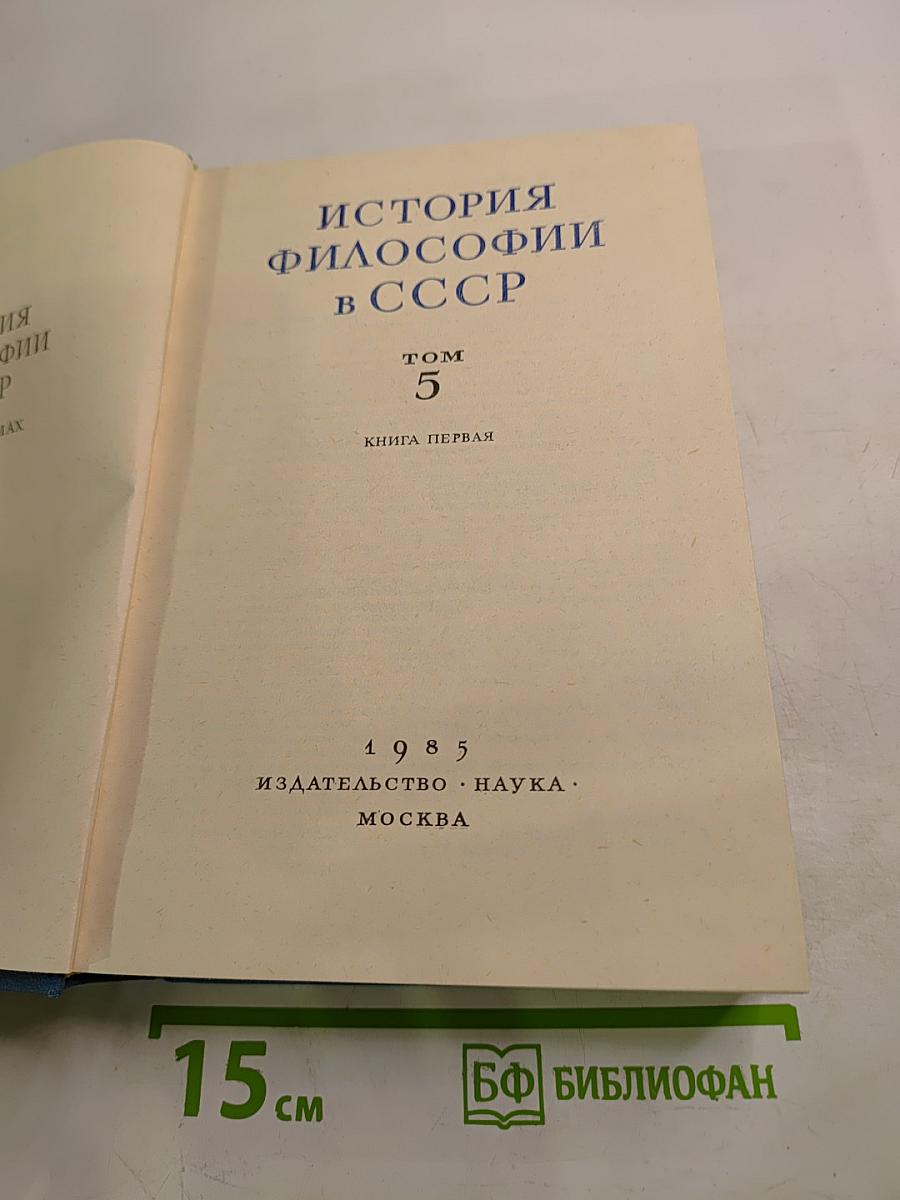 ИСТОРИЯ
ФИЛОСОФИИ
в СССР
ТОМ
5
КНИГА ПЕРВАЯ
1985
ИЗДАТЕЛЬСТВО · НАУКА ·
МОСКВА
15 см
БФ БИБЛИОФАН